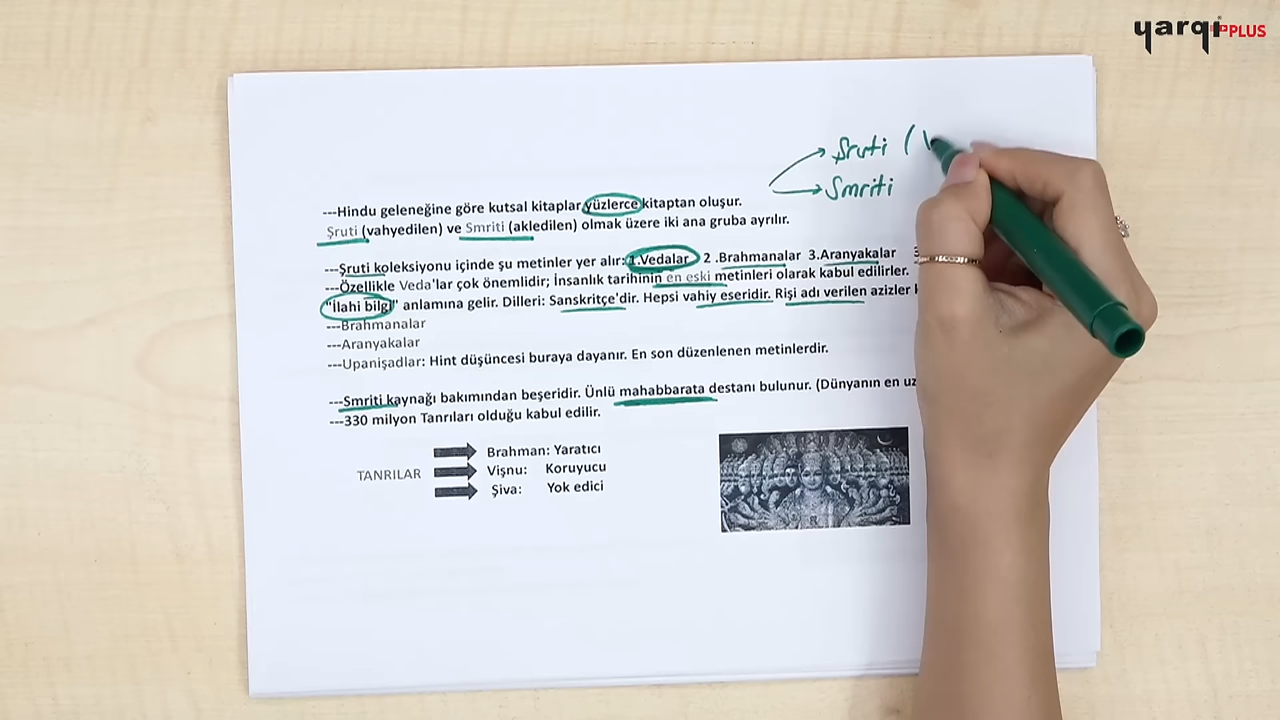 yarqi PLUS
Şruti (
Smriti
---Hindu geleneğine göre kutsal kitaplar yüzlerce kitaptan oluşur.
Şruti (vahyedilen) ve Smriti (akledilen) olmak üzere iki ana gruba ayrılır.
---Şruti koleksiyonu içinde şu metinler yer alır: 1.Vedalar 2 .Brahmanalar 3.Aranyakalar
---Özellikle Veda'lar çok önemlidir; İnsanlık tarihinin en eski metinleri olarak kabul edilirler.
"İlahi bilgi" anlamına gelir. Dilleri: Sanskritçe'dir. Hepsi vahiy eseridir. Rişi adı verilen azizler
---Brahmanalar
---Aranyakalar
---Upanişadlar: Hint düşüncesi buraya dayanır. En son düzenlenen metinlerdir.
---Smriti kaynağı bakımından beşeridir. Ünlü mahabbarata destanı bulunur. (Dünyanın en
---330 milyon Tanrıları olduğu kabul edilir.
Brahman: Yaratıcı
TANRILAR Vişnu: Koruyucu
Şiva: Yok edici